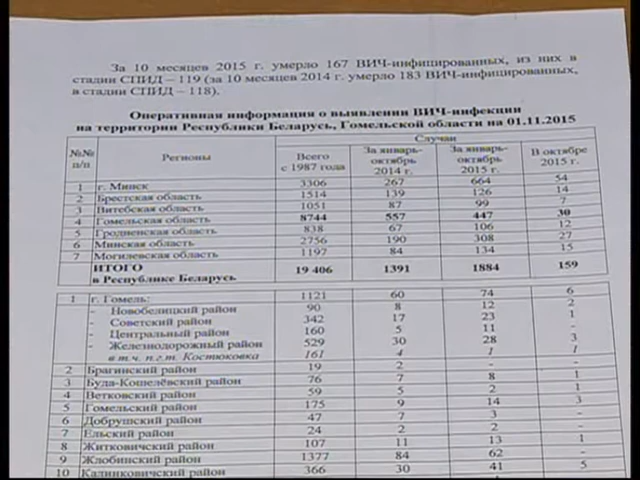 За 10 месяцев 2015 г. умерло 167 ВИЧ-инфицированных, из них в
стадии СПИД – 119 (за 10 месяцев 2014 г. умерло 183 ВИЧ-инфицированных,
в стадии СПИД – 118).
Оперативная информация о выявлении ВИЧ-инфекции
на территории Республики Беларусь, Гомельской области на 01.11.2015
№№ п/п Регионы Случаи
Всего с 1987 года За январь-октябрь 2014 г. За январь-октябрь 2015 г. В октябре 2015 г.
1 г. Минск 3306 267 664 54
2 Брестская область 1514 139 126 14
3 Витебская область 1051 87 99 7
4 Гомельская область 8744 557 447 30
5 Гродненская область 838 67 106 12
6 Минская область 2756 190 308 27
7 Могилевская область 1197 84 134 15
ИТОГО
в Республике Беларусь 19 406 1391 1884 159
1 г. Гомель: 1121 60 74 6
- Новобелицкий район 90 8 12 2
- Советский район 342 17 23 1
- Центральный район 160 5 11 -
- Железнодорожный район 529 30 28 3
в т.ч. п.г.т. Костюковка 161 4 1 1
2 Брагинский район 19 2 - -
3 Буда-Кошелёвский район 76 7 8 1
4 Ветковский район 59 5 2 1
5 Гомельский район 175 9 14 3
6 Добрушский район 47 7 3 -
7 Ельский район 24 2 2 -
8 Житковичский район 107 11 13 1
9 Жлобинский район 1377 84 62 -
10 Калинковичский район 366 30 41 5